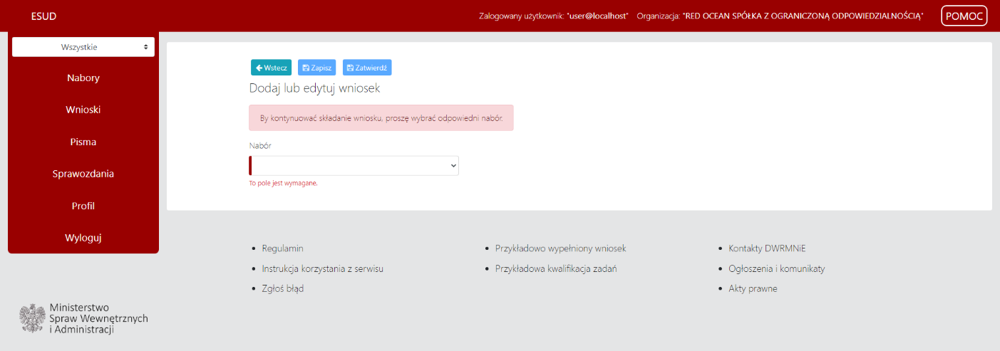 ESUD
Zalogowany użytkownik: "user@localhost" Organizacja: "RED OCEAN SPÓŁKA Z OGRANICZONĄ ODPOWIEDZIALNOŚCIĄ"
POMOC
Wszystkie
Nabory
Wnioski
Pisma
Sprawozdania
Profil
Wyloguj
Wstecz
Zapisz
Zatwierdź
Dodaj lub edytuj wniosek
By kontynuować składanie wniosku, proszę wybrać odpowiedni nabór.
Nabór
To pole jest wymagane.
Regulamin
Instrukcja korzystania z serwisu
Zgłoś błąd
Przykładowo wypełniony wniosek
Przykładowa kwalifikacja zadań
Kontakty DWRMNiE
Ogłoszenia i komunikaty
Akty prawne
Ministerstwo
Spraw Wewnętrznych
i Administracji